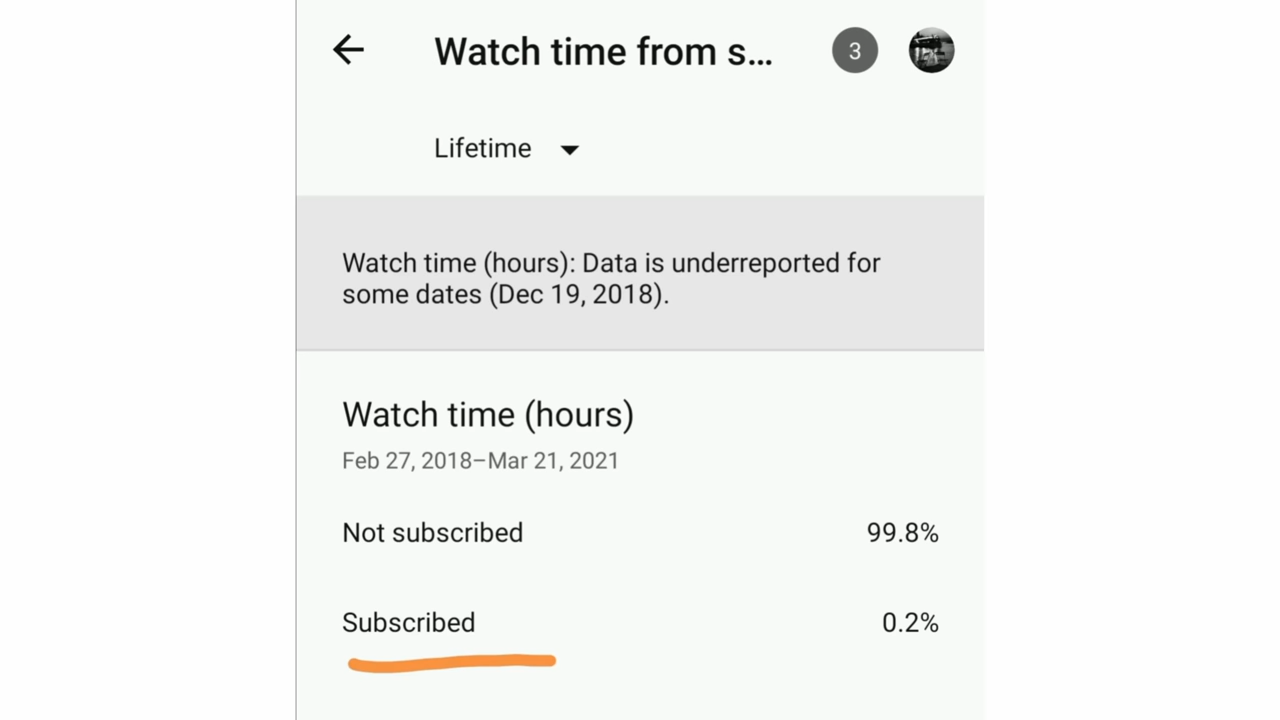 Watch time from s...
3
Lifetime
Watch time (hours): Data is underreported for
some dates (Dec 19, 2018).
Watch time (hours)
Feb 27, 2018–Mar 21, 2021
Not subscribed 99.8%
Subscribed 0.2%